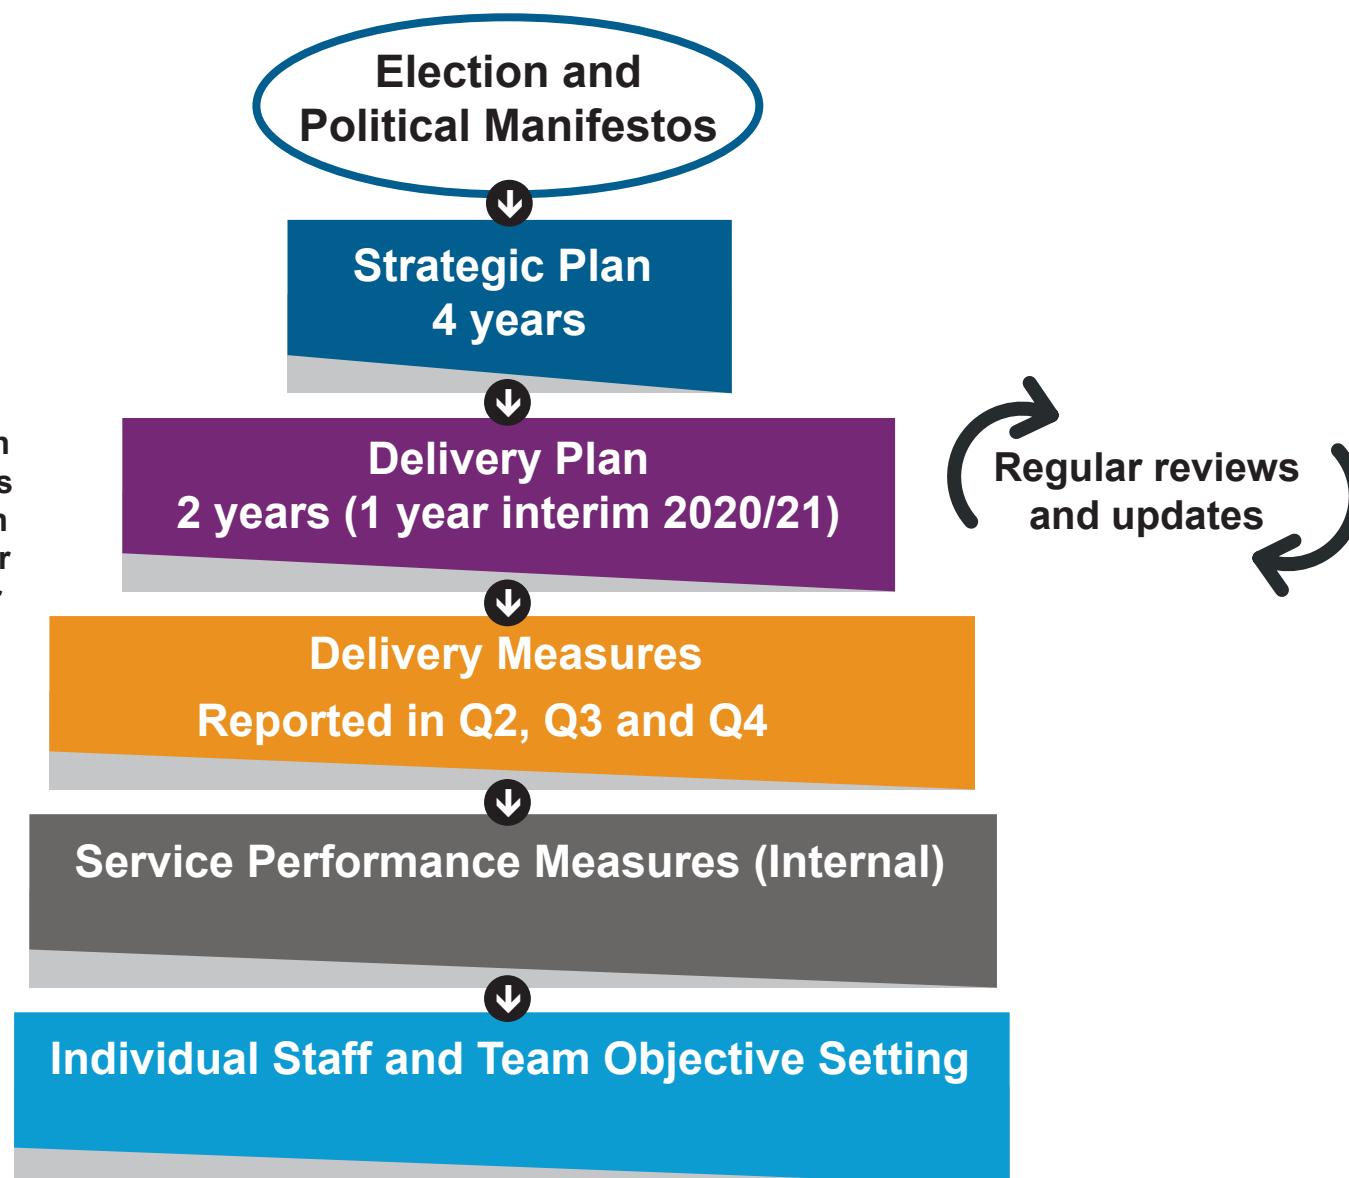 Election and
Political Manifestos
Strategic Plan
4 years
Delivery Plan
2 years (1 year interim 2020/21)
Regular reviews
and updates
Delivery Measures
Reported in Q2, Q3 and Q4
Service Performance Measures (Internal)
Individual Staff and Team Objective Setting